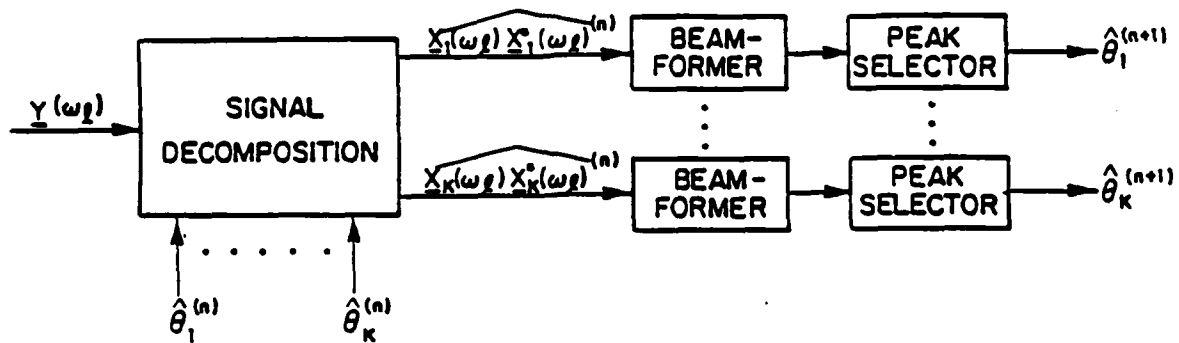 Y(ωℓ)
SIGNAL
DECOMPOSITION
X₁(ωℓ) X₁*(ωℓ)⁽ⁿ⁾
BEAM-
FORMER
PEAK
SELECTOR
θ̂₁⁽ⁿ⁺¹⁾
X_K(ωℓ) X_K*(ωℓ)⁽ⁿ⁾
BEAM-
FORMER
PEAK
SELECTOR
θ̂_K⁽ⁿ⁺¹⁾
θ̂₁⁽ⁿ⁾
θ̂_K⁽ⁿ⁾